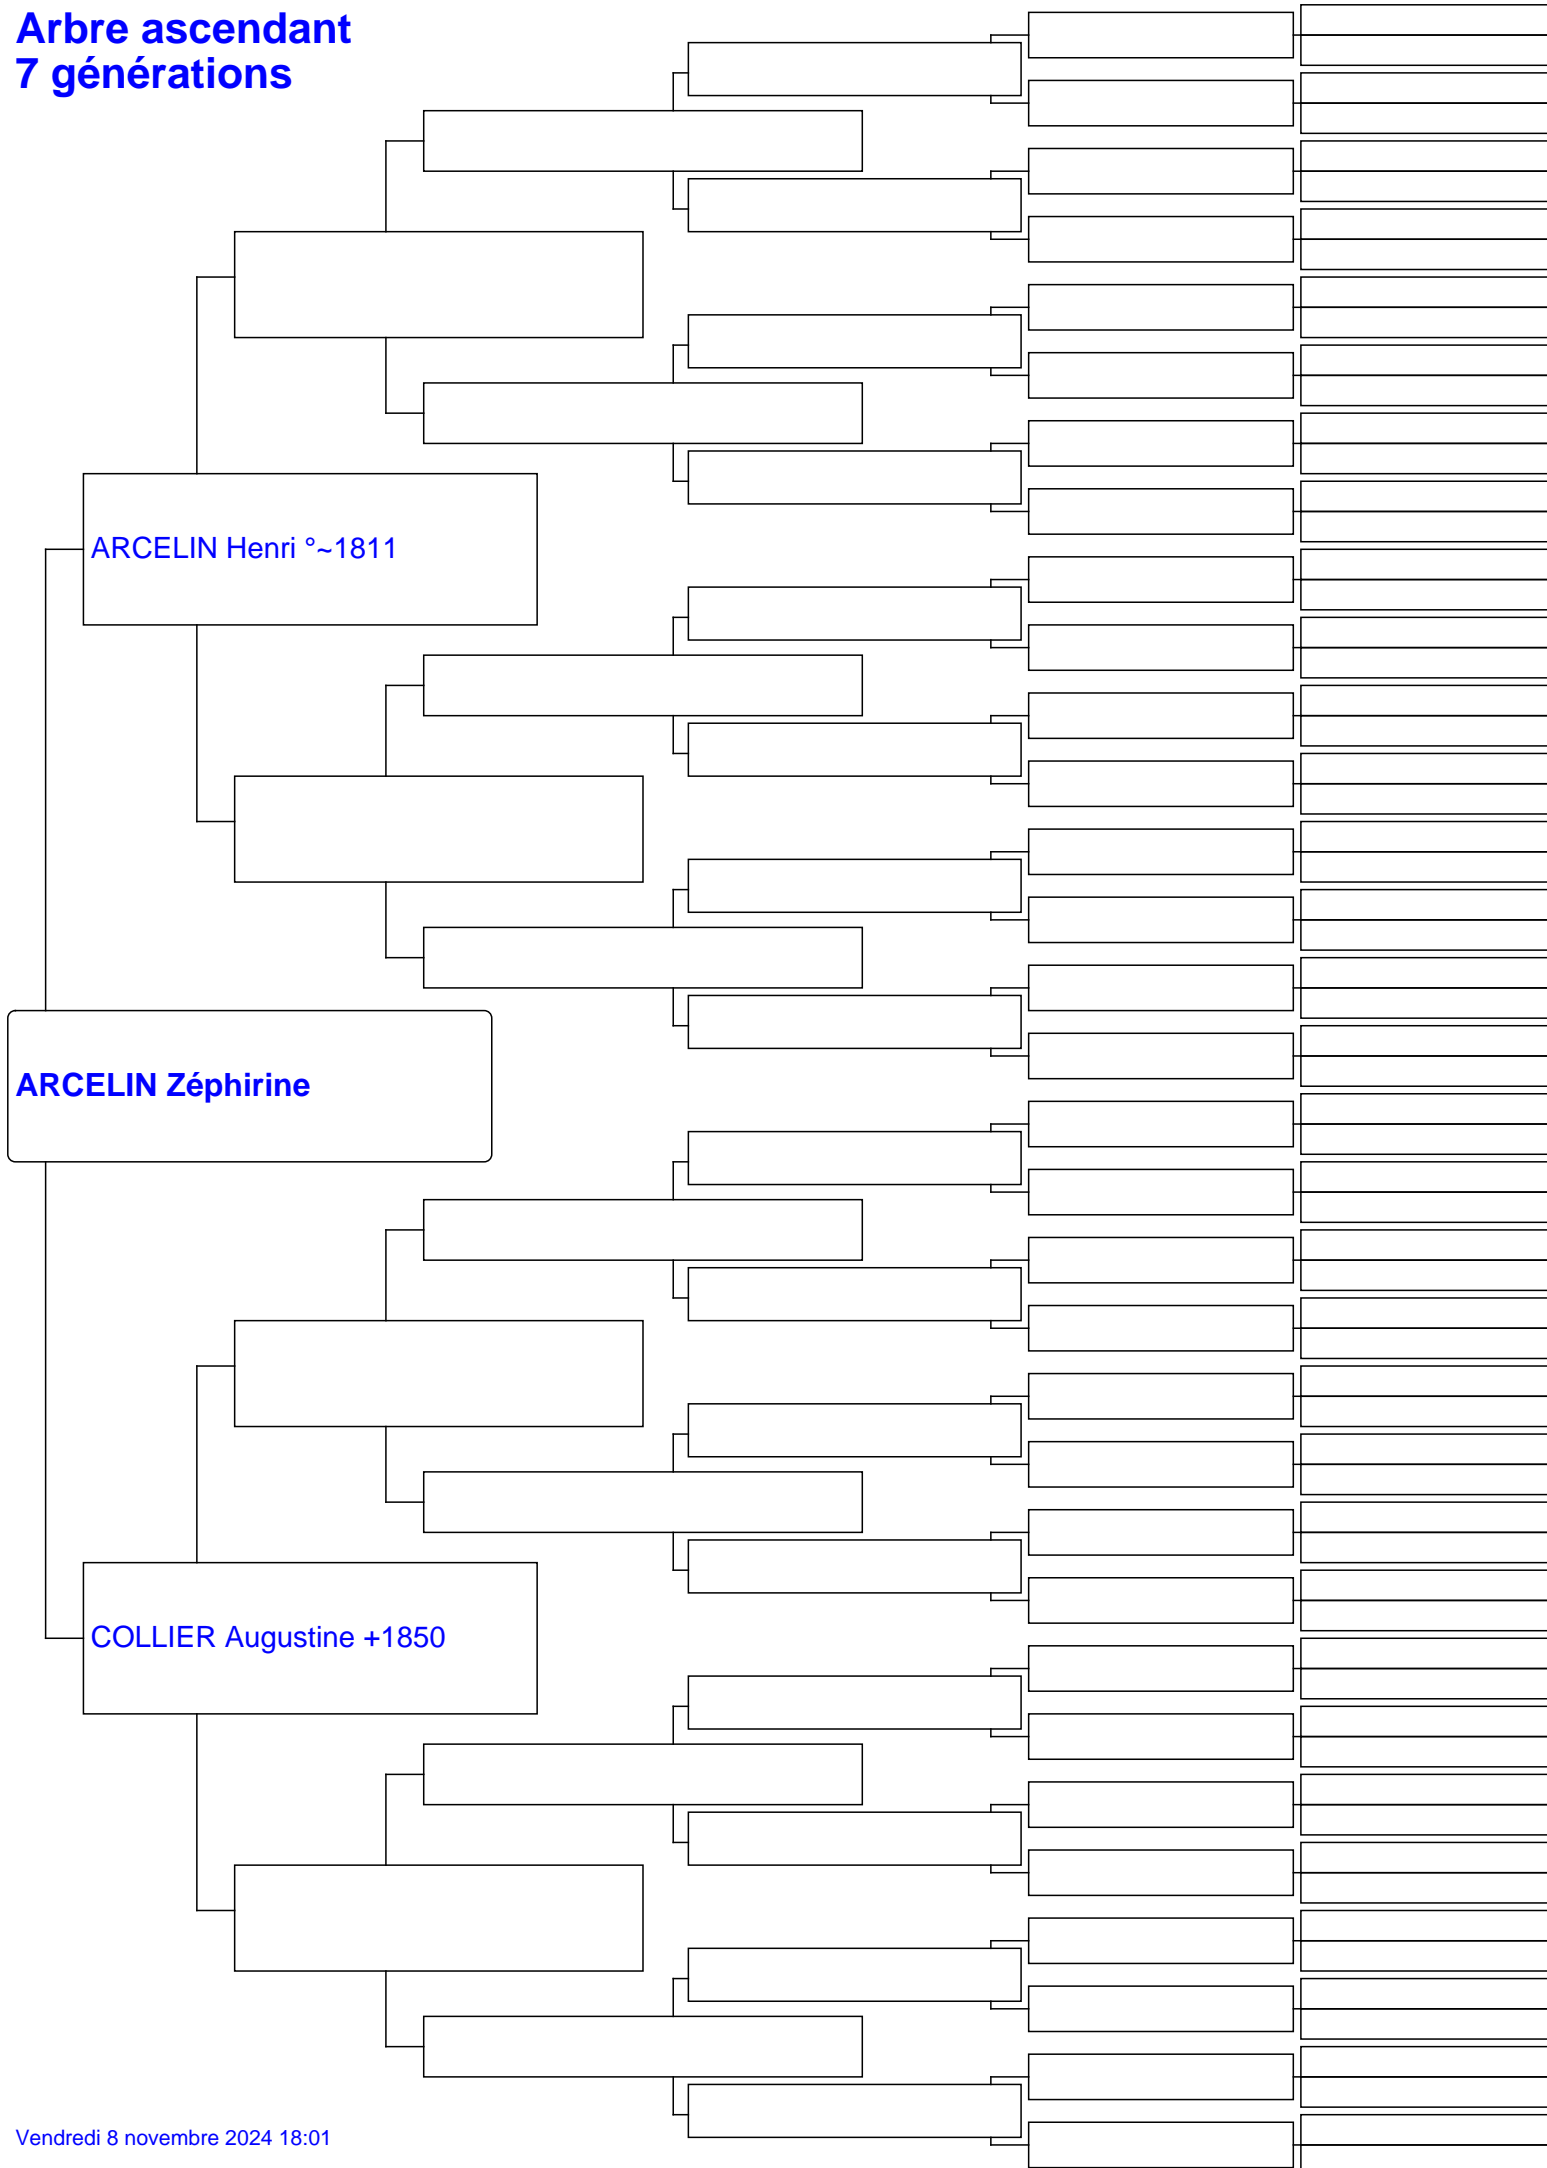 Arbre ascendant
7 générations
ARCELIN Henri °~1811
ARCELIN Zéphirine
COLLIER Augustine +1850
Vendredi 8 novembre 2024 18:01